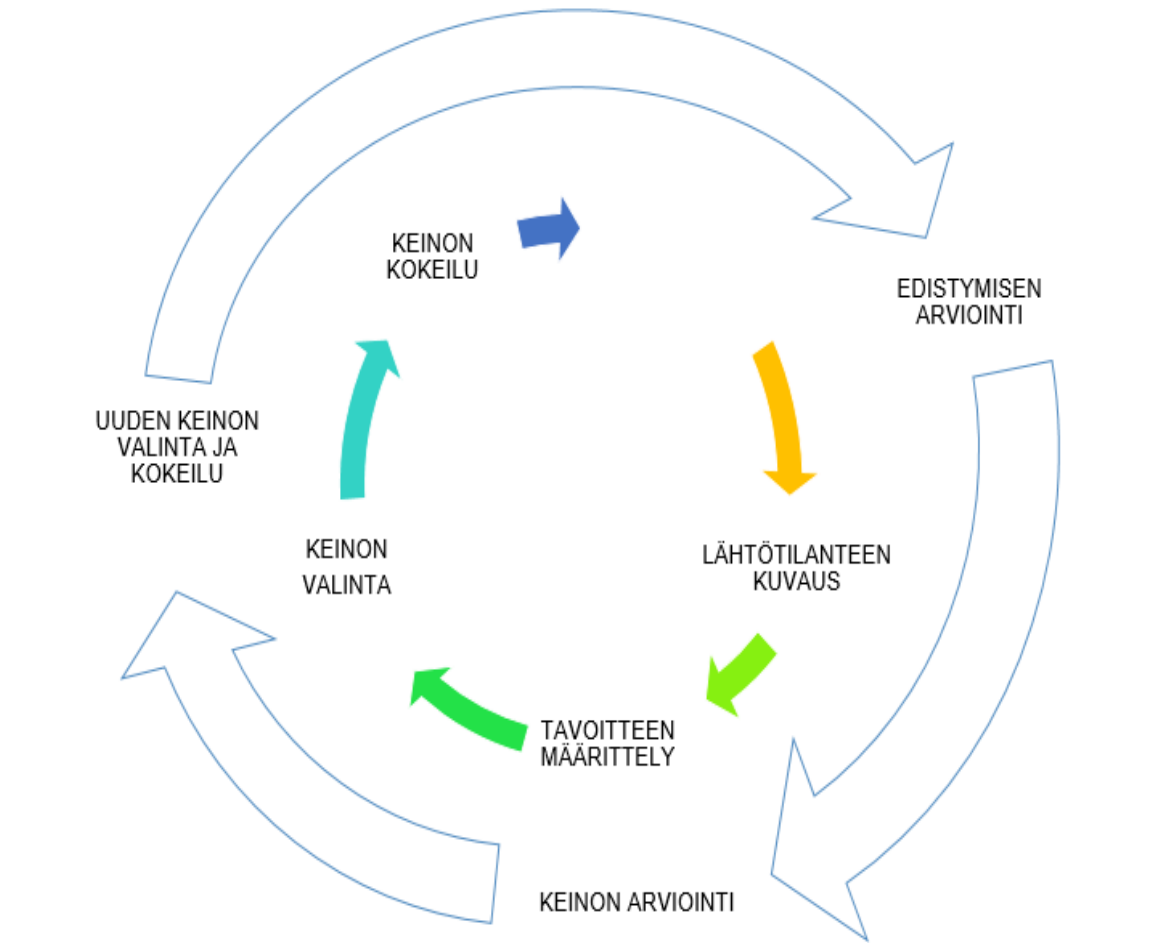 KEINON
KOKEILU
EDISTYMISEN
ARVIOINTI
UUDEN KEINON
VALINTA JA
KOKEILU
KEINON
VALINTA
LÄHTÖTILANTEEN
KUVAUS
TAVOITTEEN
MÄÄRITTELY
KEINON ARVIOINTI